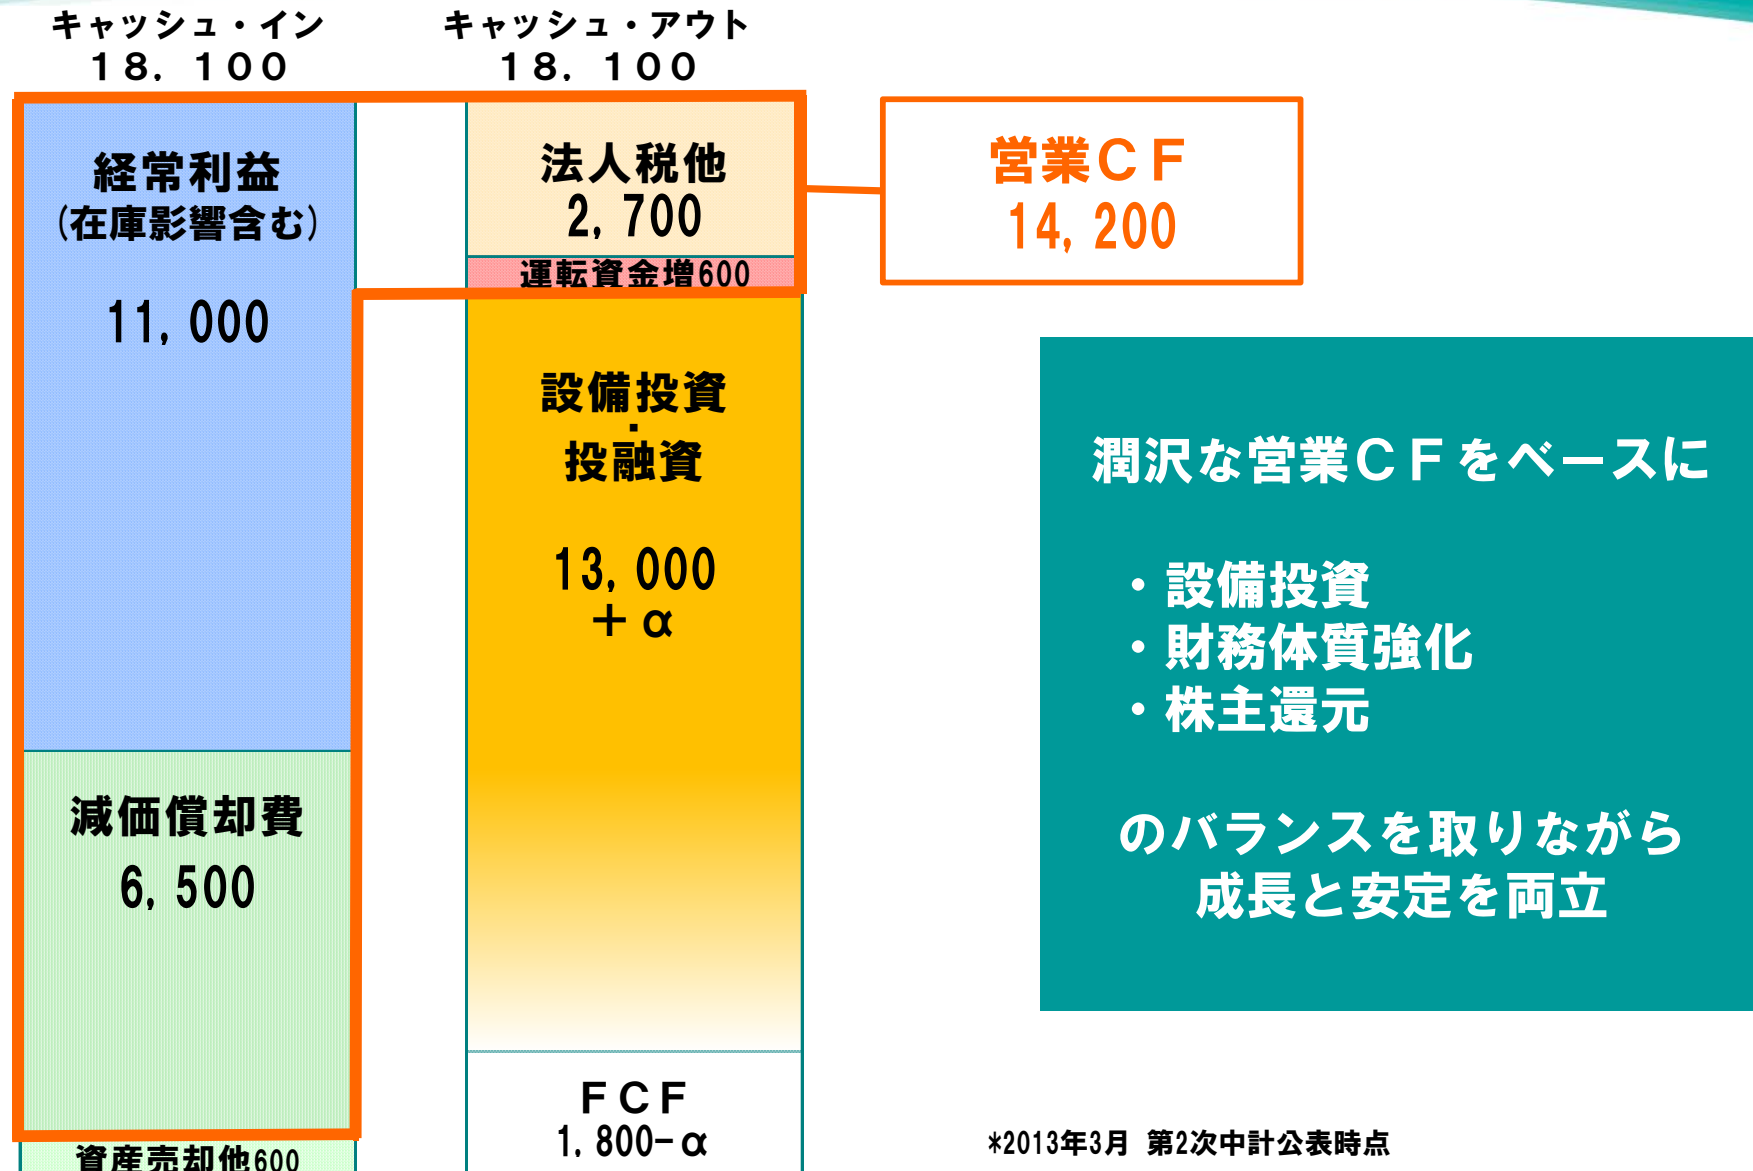 キャッシュ・イン
18.100
キャッシュ・アウト
18.100
経常利益
(在庫影響含む)
11,000
減価償却費
6,500
資産売却他600
法人税他
2,700
運転資金増600
設備投資
・
投融資
13,000
+α
FCF
1,800-α
営業CF
14,200
潤沢な営業CFをベースに
・設備投資
・財務体質強化
・株主還元
のバランスを取りながら
成長と安定を両立
*2013年3月 第2次中計公表時点